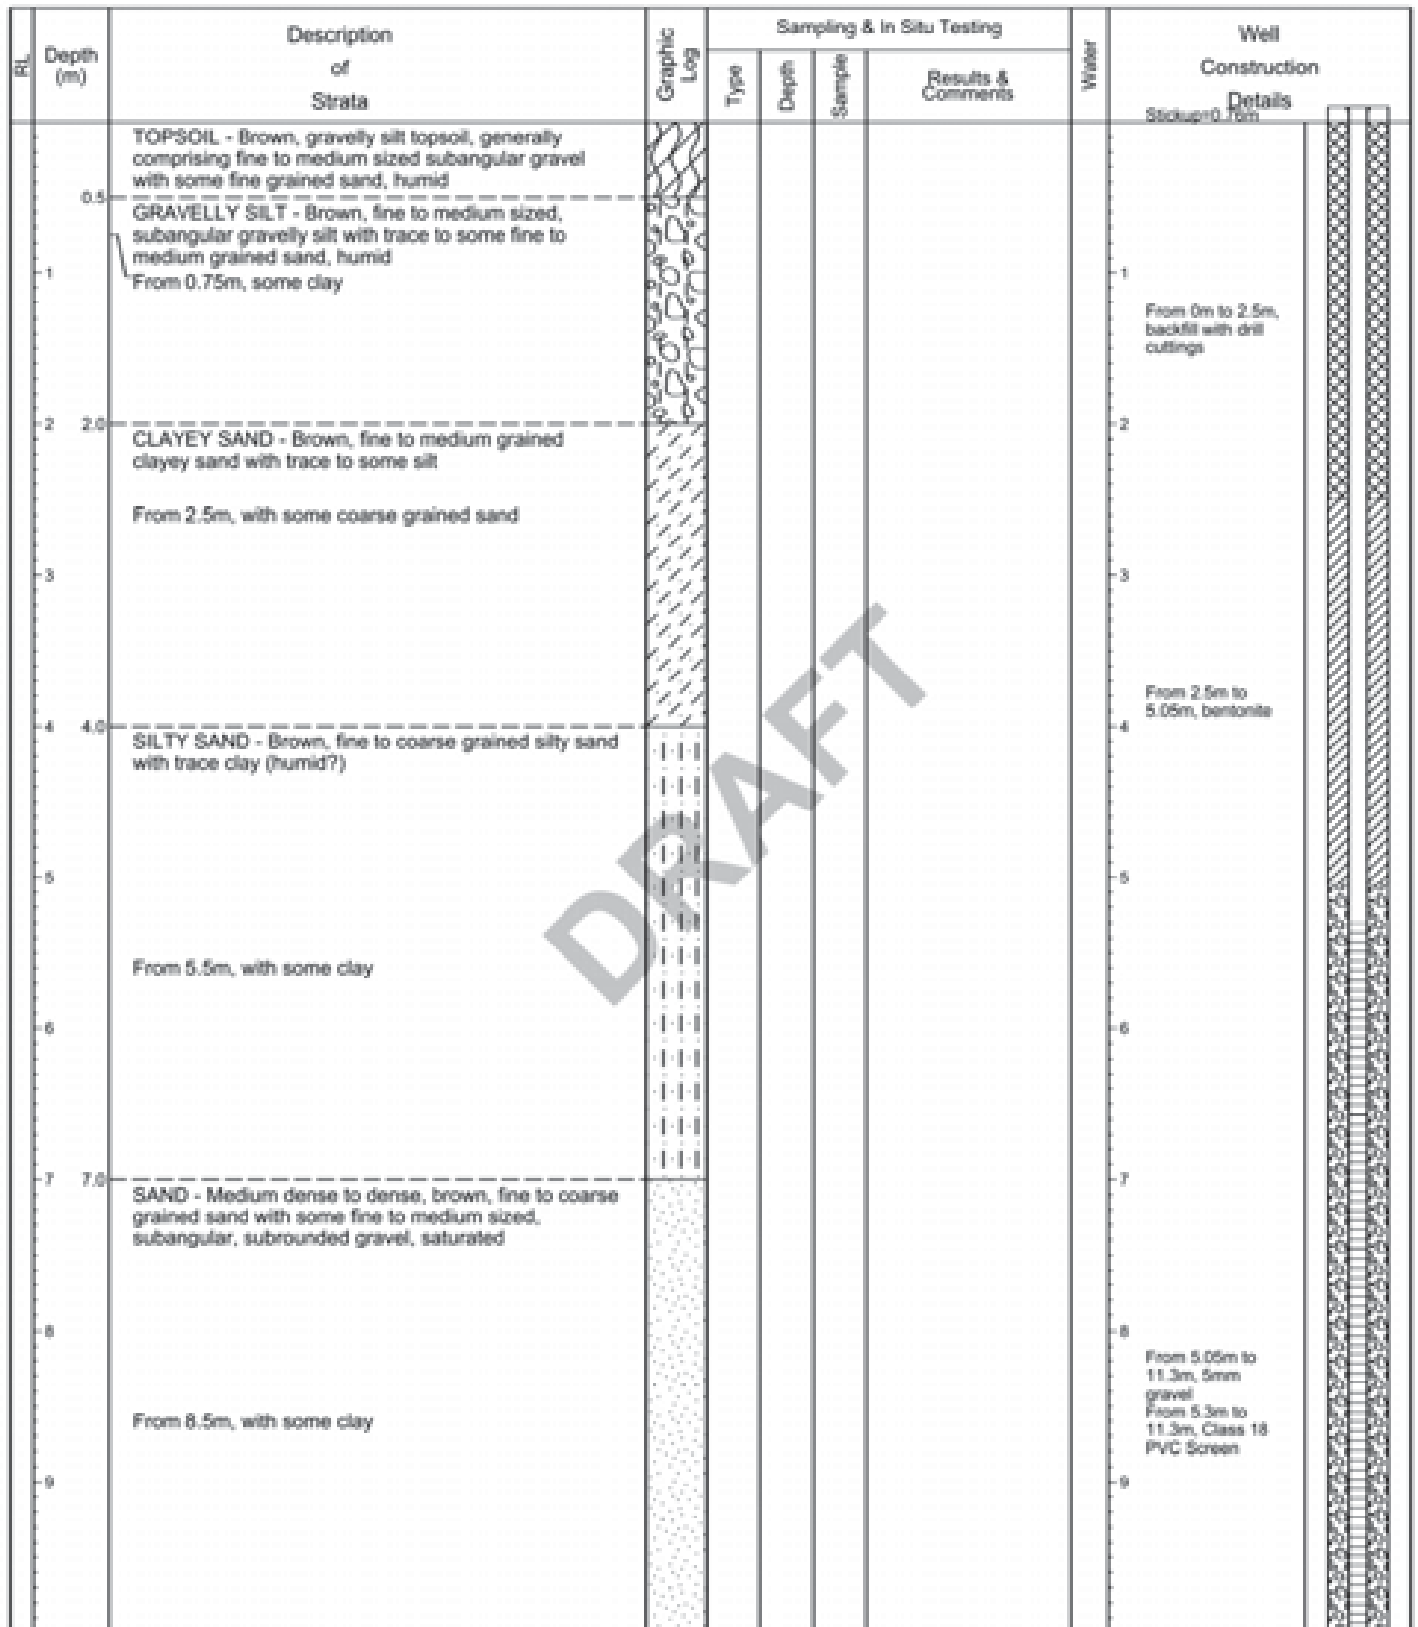 RL
Depth
(m)
Description
of
Strata
Graphic
Log
Sampling & In Situ Testing
Type
Depth
Sample
Results &
Comments
Water
Well
Construction
Details
Stickup=0.76m
TOPSOIL - Brown, gravelly silt topsoil, generally
comprising fine to medium sized subangular gravel
with some fine grained sand, humid
0.5
GRAVELLY SILT - Brown, fine to medium sized,
subangular gravelly silt with trace to some fine to
medium grained sand, humid
1
From 0.75m, some clay
1
From 0m to 2.5m,
backfill with drill
cuttings
2
2.0
2
CLAYEY SAND - Brown, fine to medium grained
clayey sand with trace to some silt
From 2.5m, with some coarse grained sand
3
3
From 2.5m to
5.05m, bentonite
4
4.0
4
SILTY SAND - Brown, fine to coarse grained silty sand
with trace clay (humid?)
DRAFT
5
5
From 5.5m, with some clay
6
6
7
7.0
7
SAND - Medium dense to dense, brown, fine to coarse
grained sand with some fine to medium sized,
subangular, subrounded gravel, saturated
8
8
From 5.05m to
11.3m, 5mm
gravel
From 5.3m to
11.3m, Class 18
PVC Screen
From 8.5m, with some clay
9
9